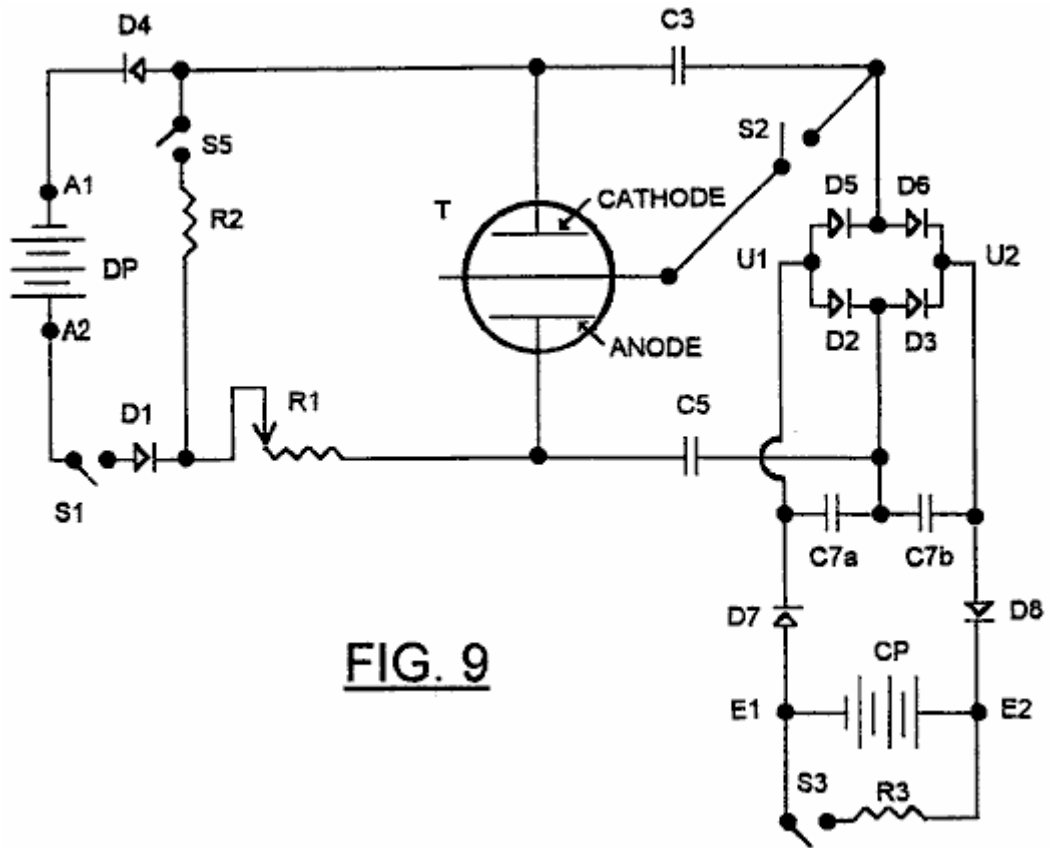 D4
C3
S2
S5
A1
R2
T
CATHODE
D5
D6
U1
U2
DP
A2
ANODE
D2
D3
D1
R1
C5
S1
C7a
C7b
D7
D8
FIG. 9
CP
E1
E2
S3
R3